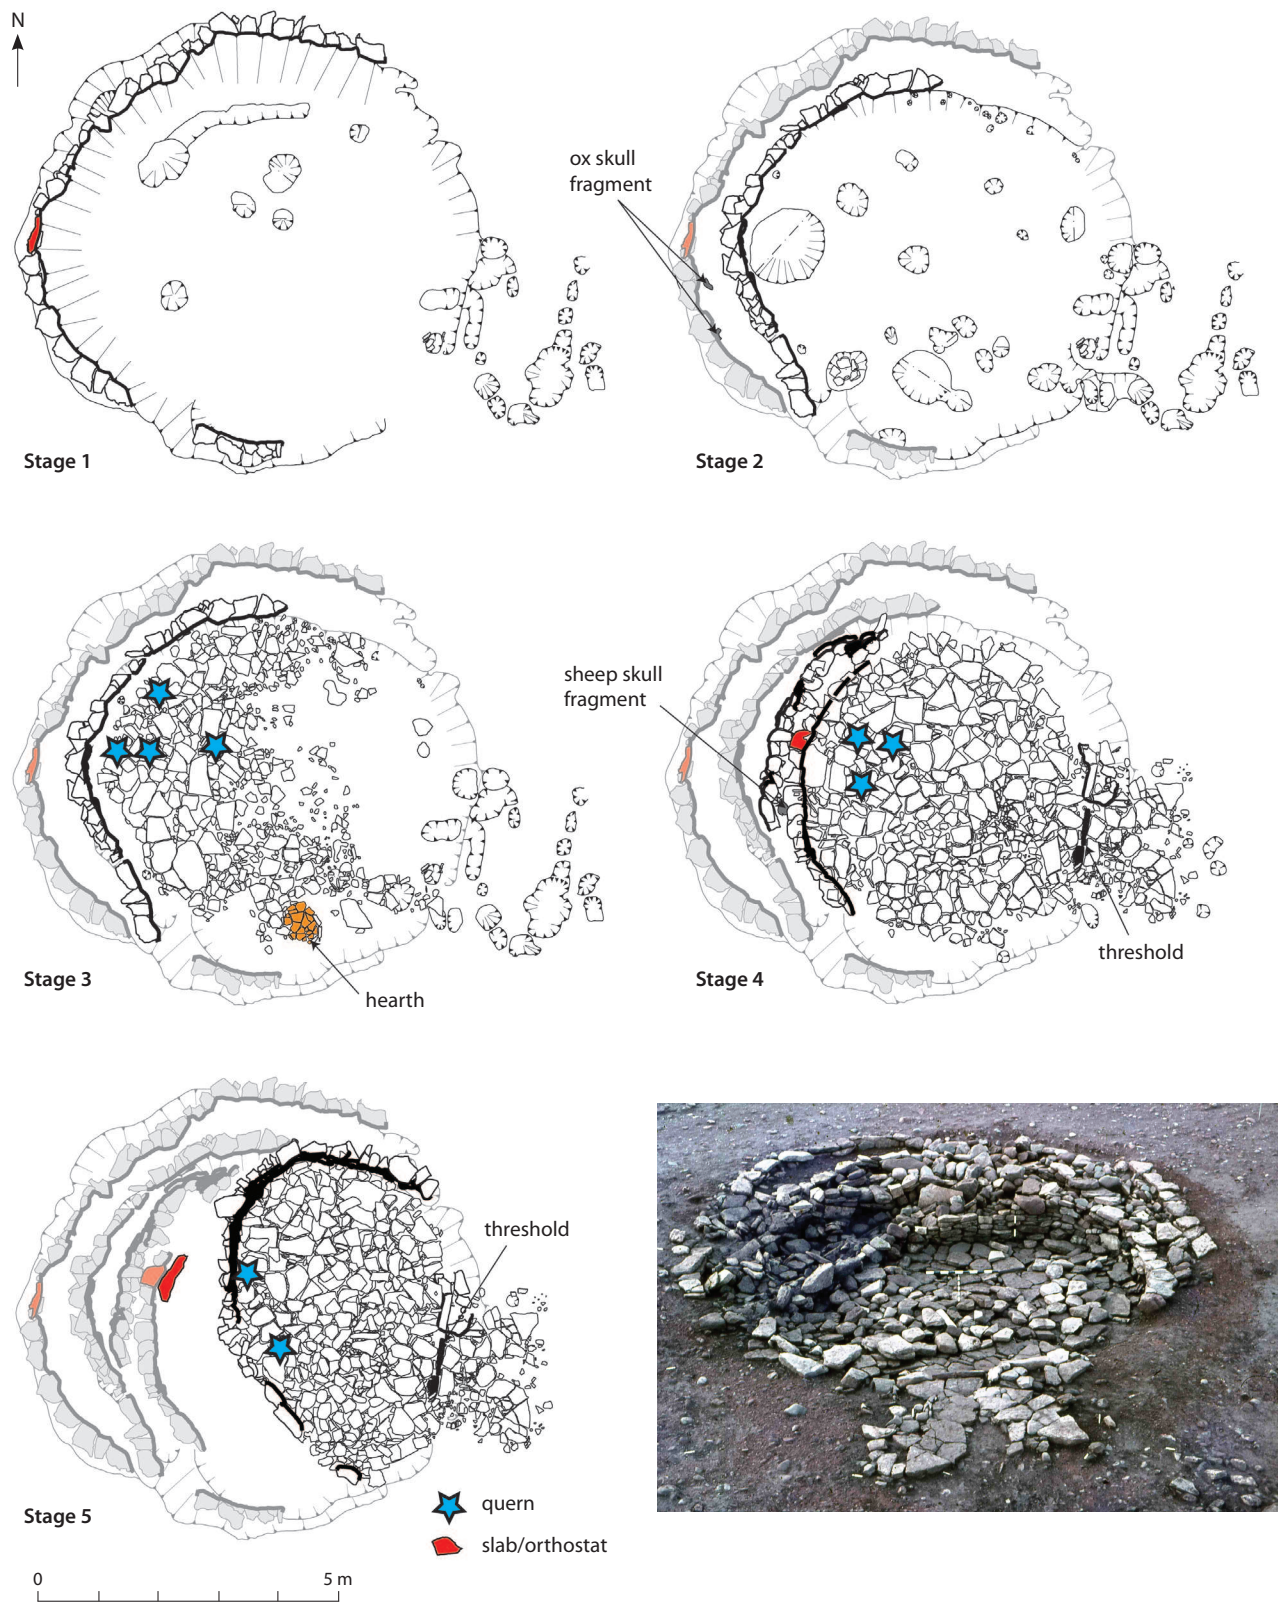 N
Stage 1
ox skull
fragment
Stage 2
Stage 3
hearth
sheep skull
fragment
threshold
Stage 4
threshold
Stage 5
quern
slab/orthostat
0
5 m